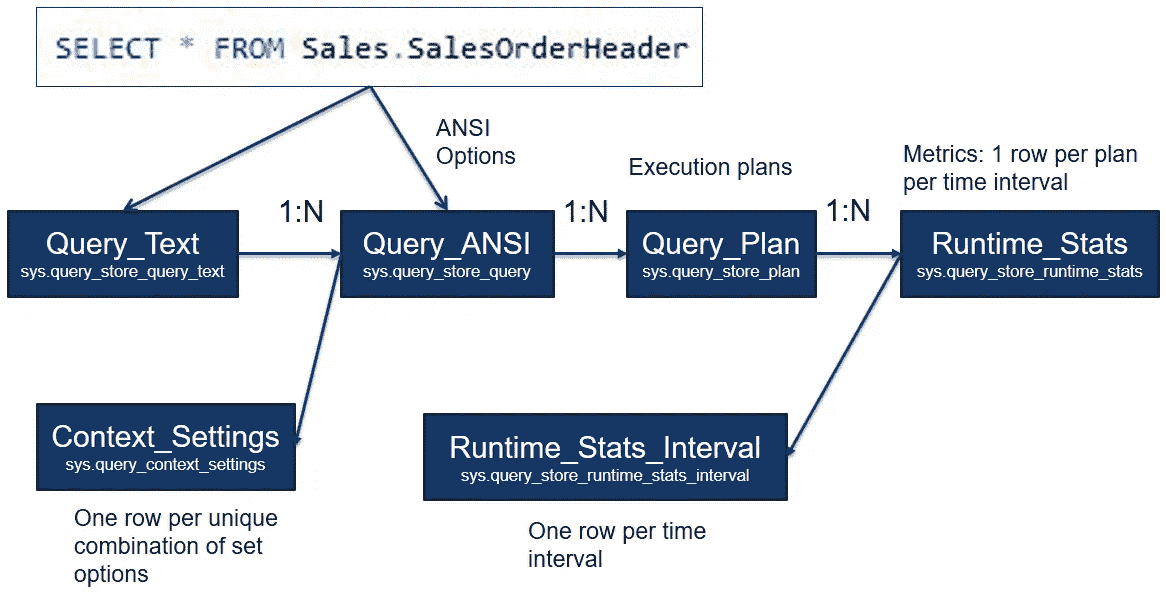 SELECT * FROM Sales.SalesOrderHeader
ANSI
Options
Execution plans
Metrics: 1 row per plan
per time interval
1:N
1:N
1:N
Query_Text
sys.query_store_query_text
Query_ANSI
sys.query_store_query
Query_Plan
sys.query_store_plan
Runtime_Stats
sys.query_store_runtime_stats
Context_Settings
sys.query_context_settings
Runtime_Stats_Interval
sys.query_store_runtime_stats_interval
One row per unique
combination of set
options
One row per time
interval